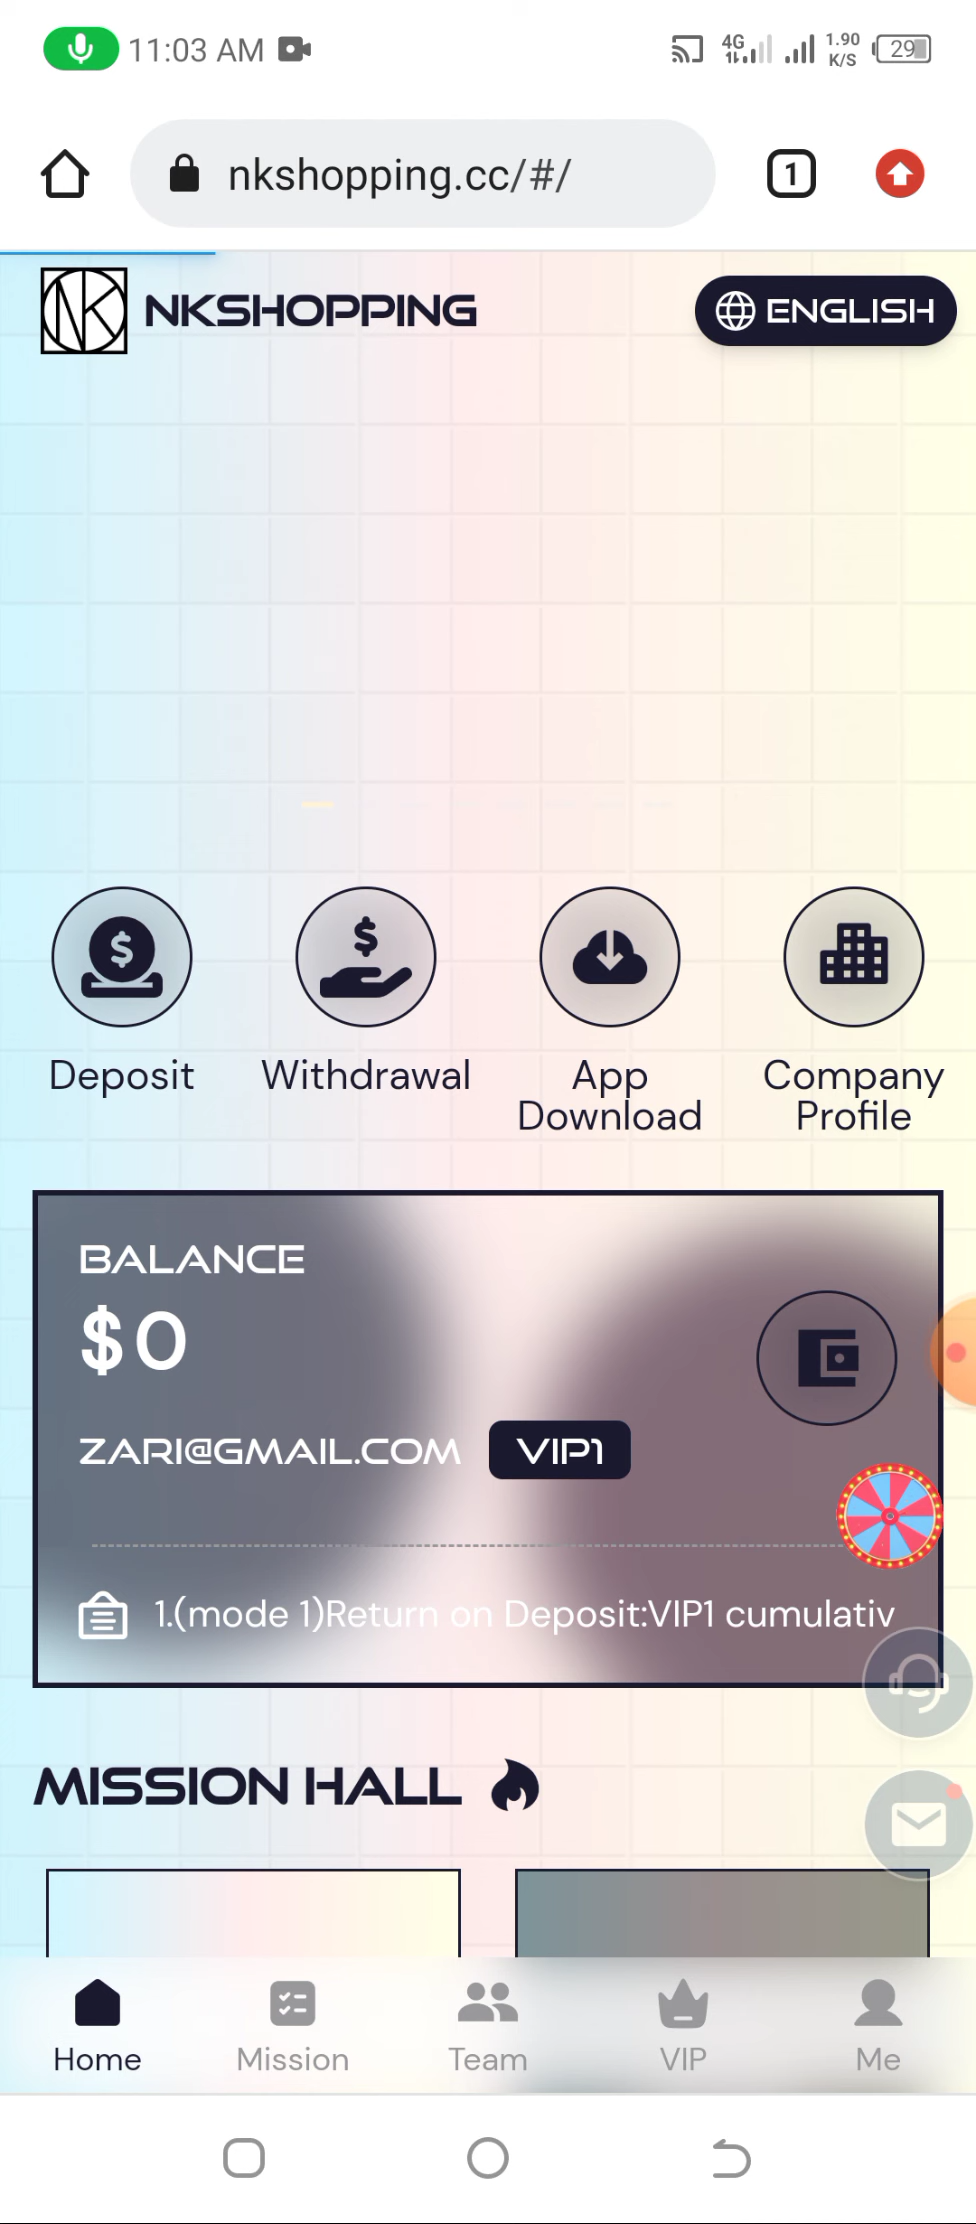 11:03 AM
4G
1.90
K/S
29
nkshopping.cc/#/
1
NK
NKSHOPPING
ENGLISH
Deposit
Withdrawal
App
Download
Company
Profile
BALANCE
$0
ZARI@GMAIL.COM
VIP1
1.(mode 1)Return on Deposit:VIP1 cumulativ
MISSION HALL
Home
Mission
Team
VIP
Me